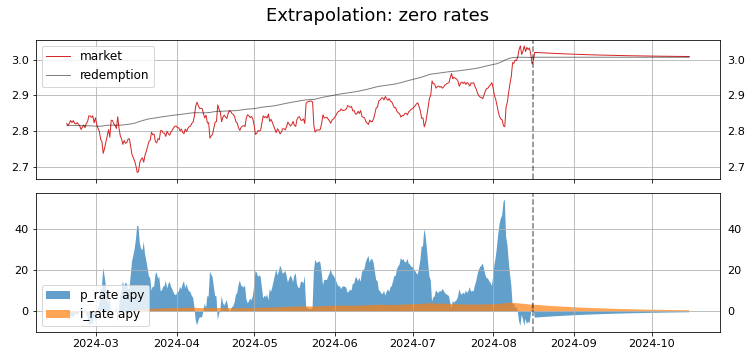 Extrapolation: zero rates
market
redemption
3.0
2.9
2.8
2.7
3.0
2.9
2.8
2.7
40
20
0
40
20
0
p_rate apy
i_rate apy
2024-03 2024-04 2024-05 2024-06 2024-07 2024-08 2024-09 2024-10